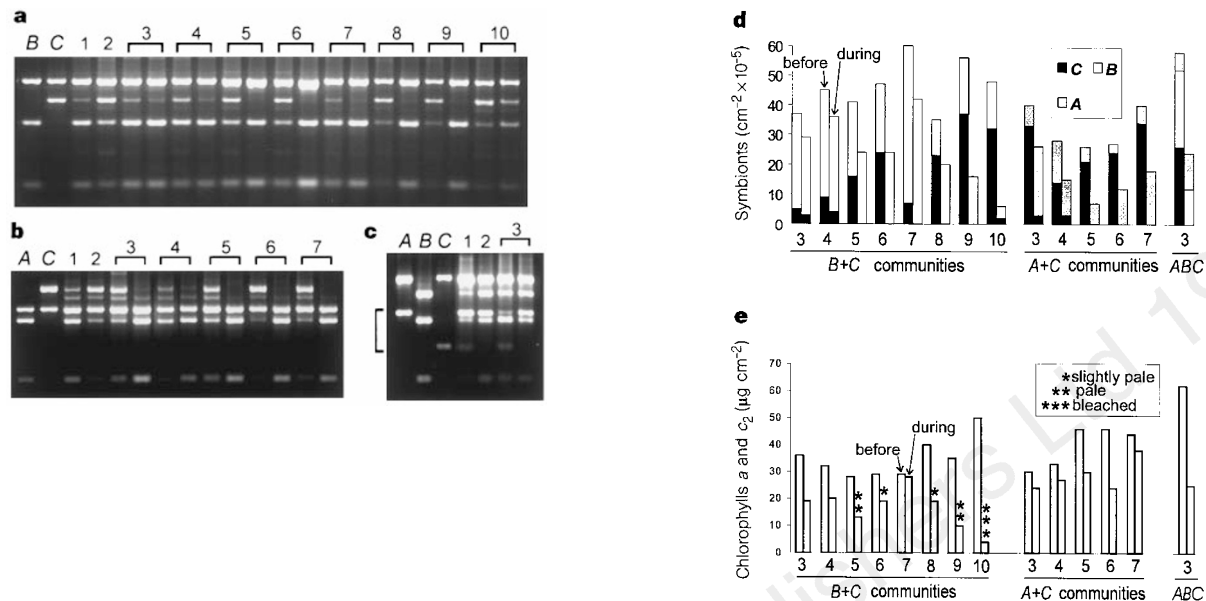 a
B C 1 2 3 4 5 6 7 8 9 10
b
A C 1 2 3 4 5 6 7
c
A B C 1 2 3
d
Symbionts (cm⁻² × 10⁻⁵)
60
50
40
30
20
10
0
before
during
C B
A
3 4 5 6 7 8 9 10 3 4 5 6 7 3
B+C communities A+C communities ABC
e
Chlorophylls a and c₂ (µg cm⁻²)
70
60
50
40
30
20
10
0
*slightly pale
** pale
*** bleached
before
during
** * * ** ***
3 4 5 6 7 8 9 10 3 4 5 6 7 3
B+C communities A+C communities ABC